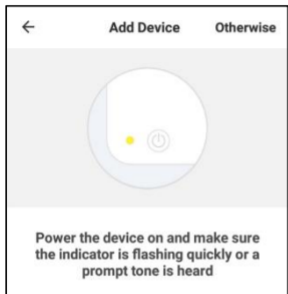 Add Device Otherwise
Power the device on and make sure
the indicator is flashing quickly or a
prompt tone is heard